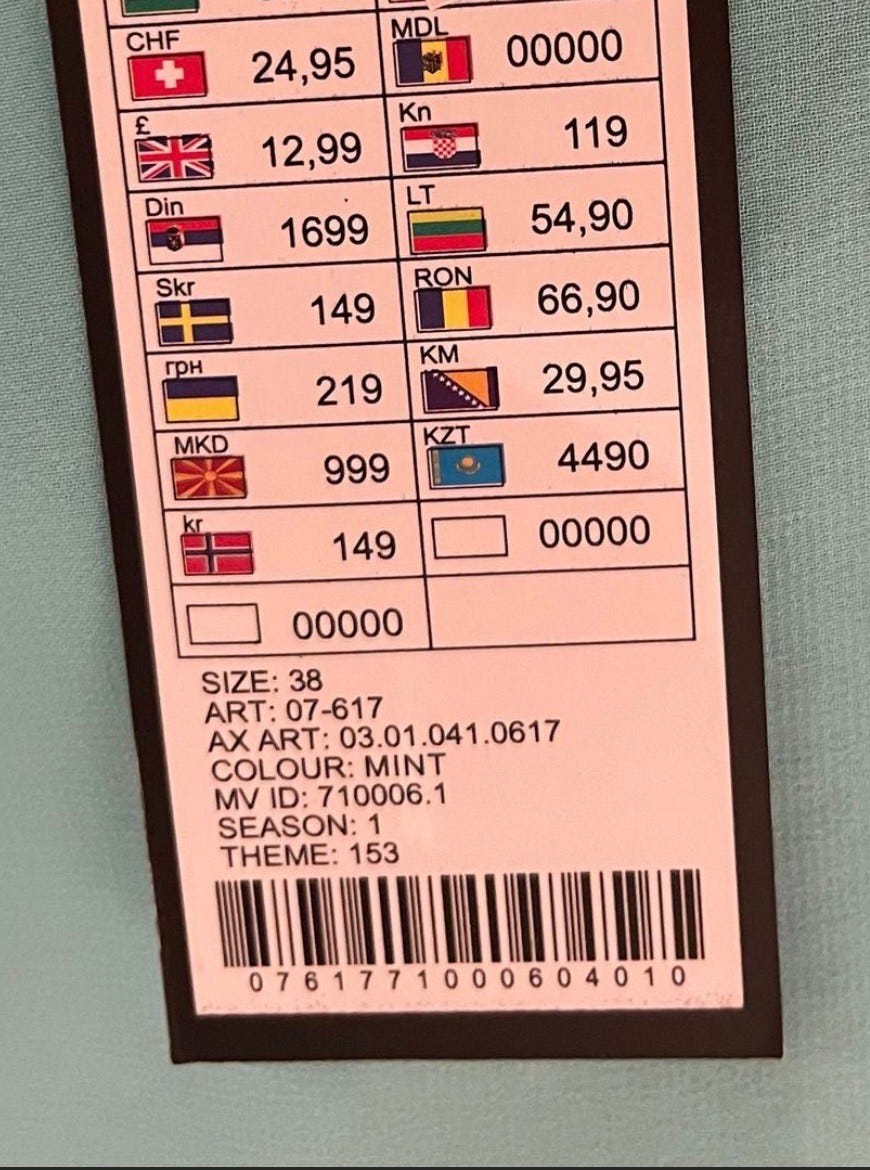 CHF 24,95 MDL 00000
£ 12,99 Kn 119
Din 1699 LT 54,90
Skr 149 RON 66,90
грн 219 KM 29,95
MKD 999 KZT 4490
kr 149 00000
00000
SIZE: 38
ART: 07-617
AX ART: 03.01.041.0617
COLOUR: MINT
MV ID: 710006.1
SEASON: 1
THEME: 153
0761771000604010